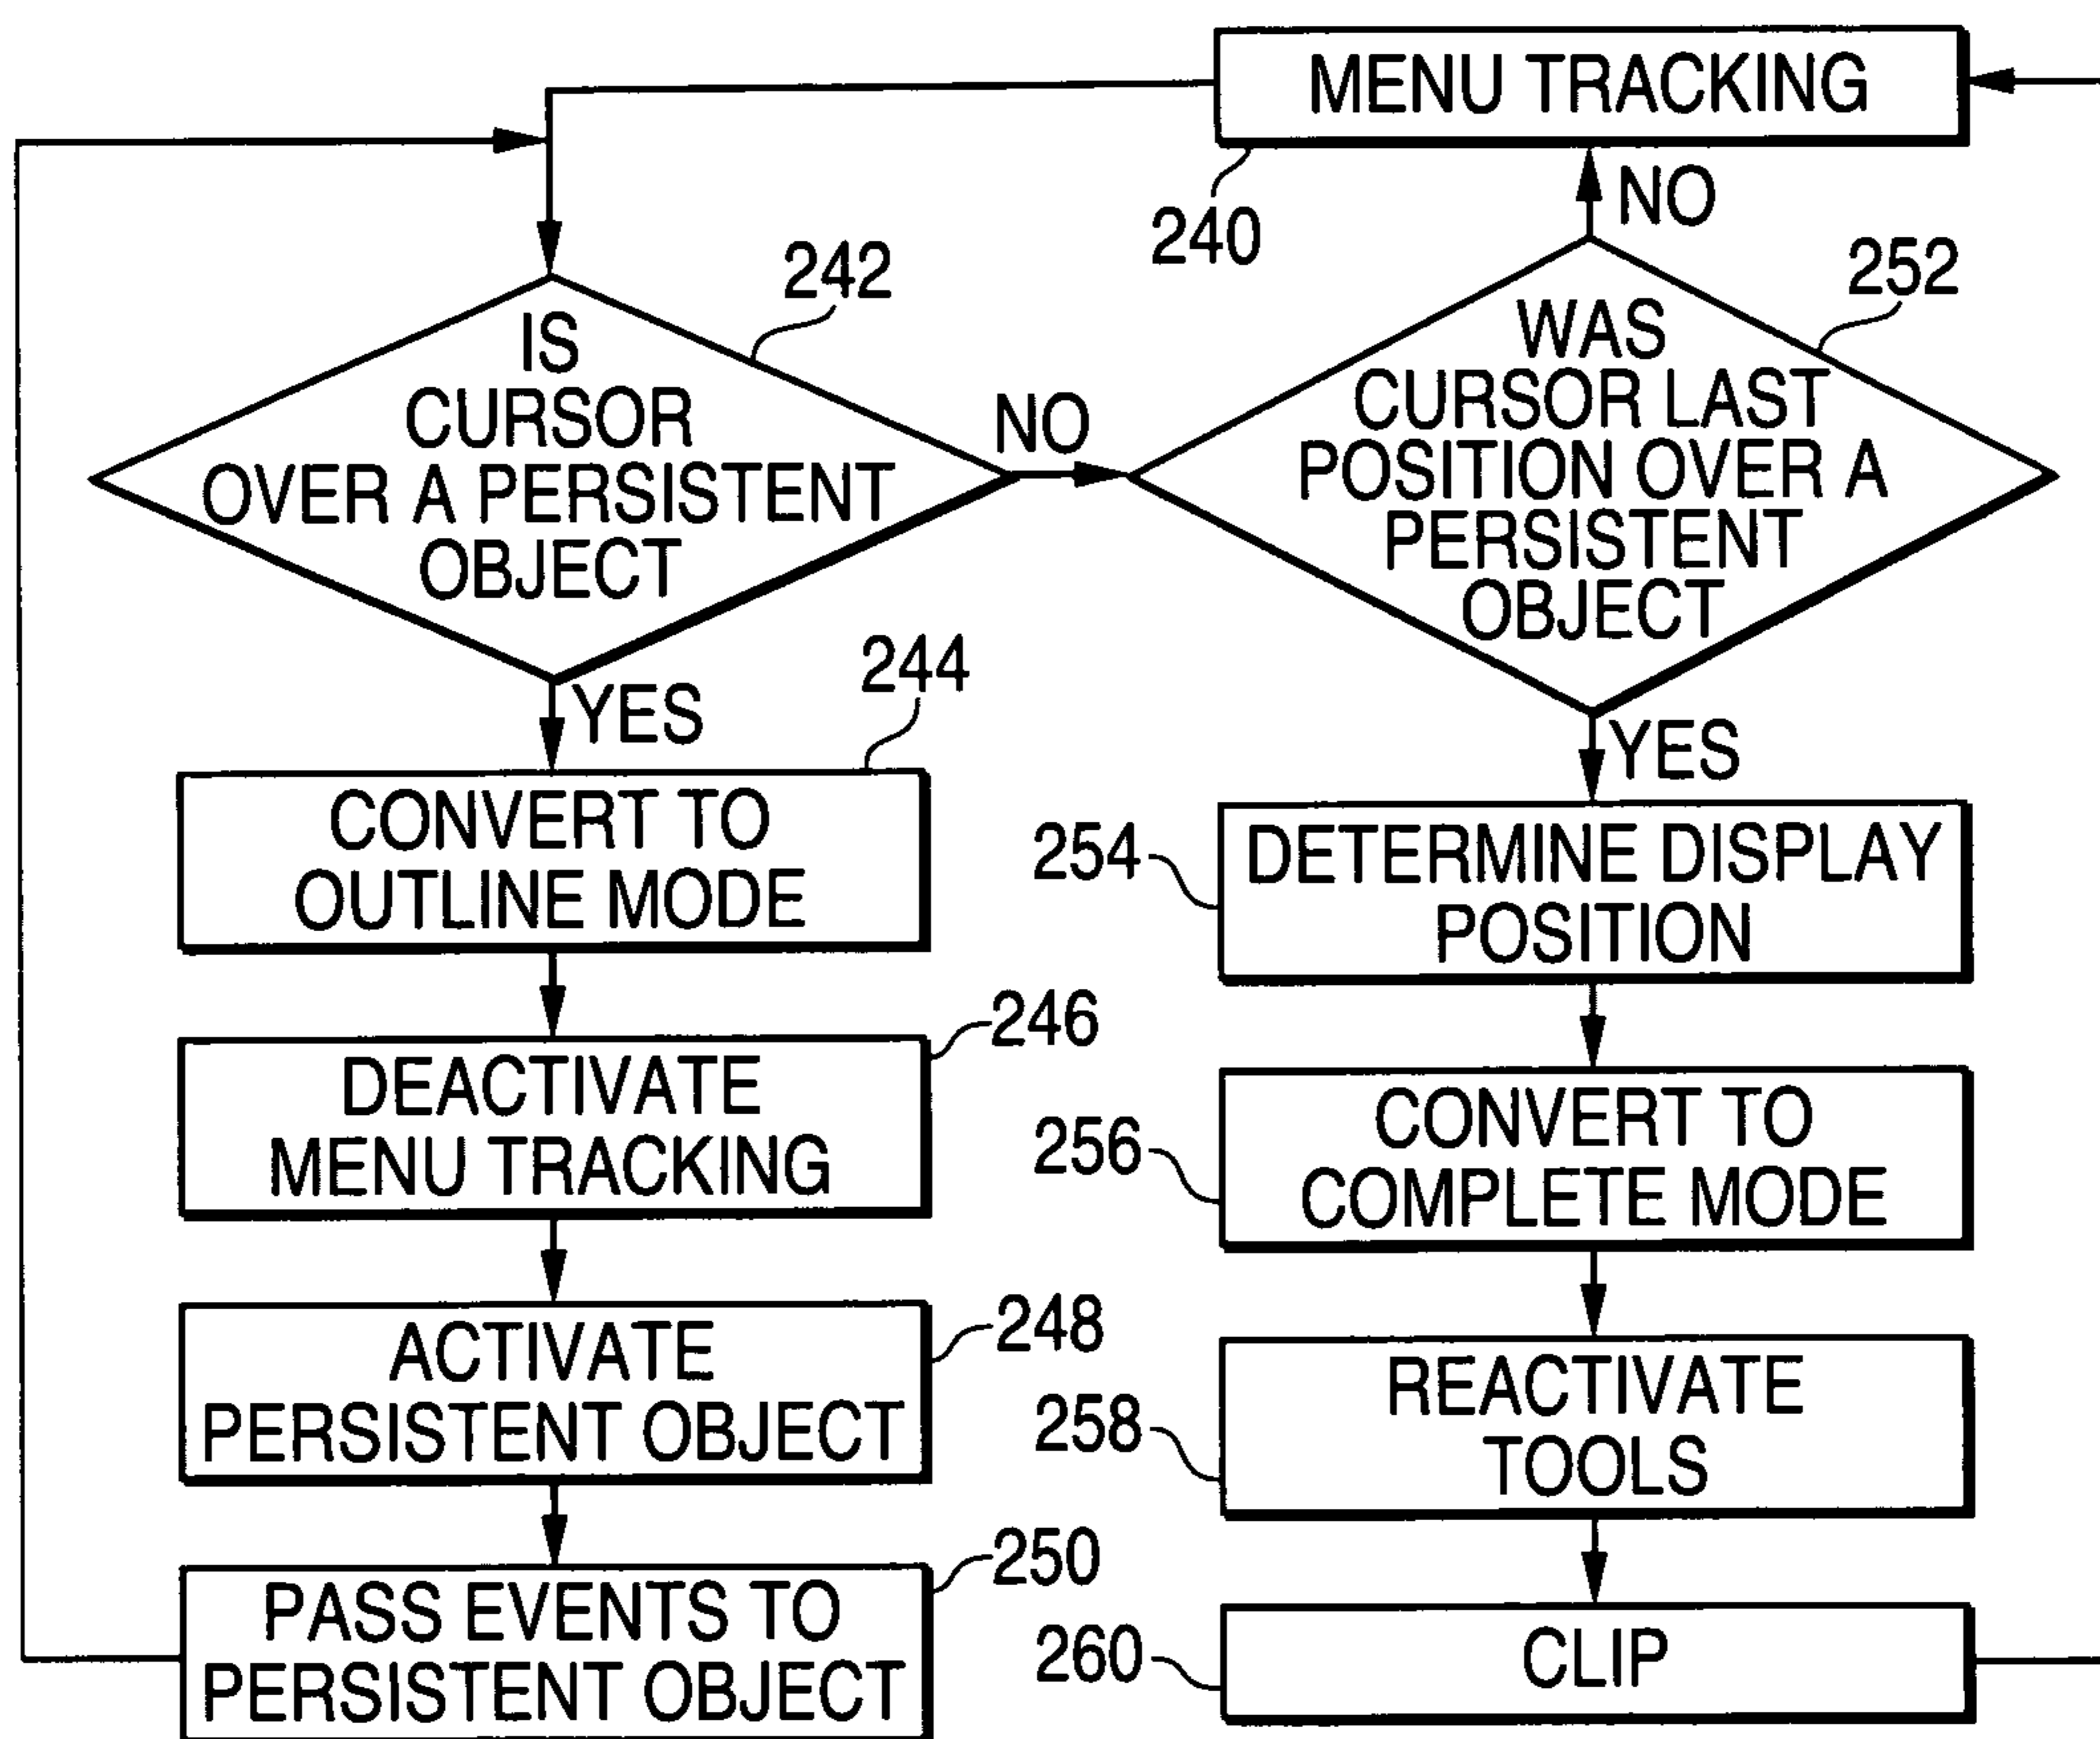 MENU TRACKING
240
NO
242
IS
CURSOR
OVER A PERSISTENT
OBJECT
NO
YES
252
WAS
CURSOR LAST
POSITION OVER A
PERSISTENT
OBJECT
YES
244
CONVERT TO
OUTLINE MODE
246
DEACTIVATE
MENU TRACKING
248
ACTIVATE
PERSISTENT OBJECT
250
PASS EVENTS TO
PERSISTENT OBJECT
254
DETERMINE DISPLAY
POSITION
256
CONVERT TO
COMPLETE MODE
258
REACTIVATE
TOOLS
260
CLIP